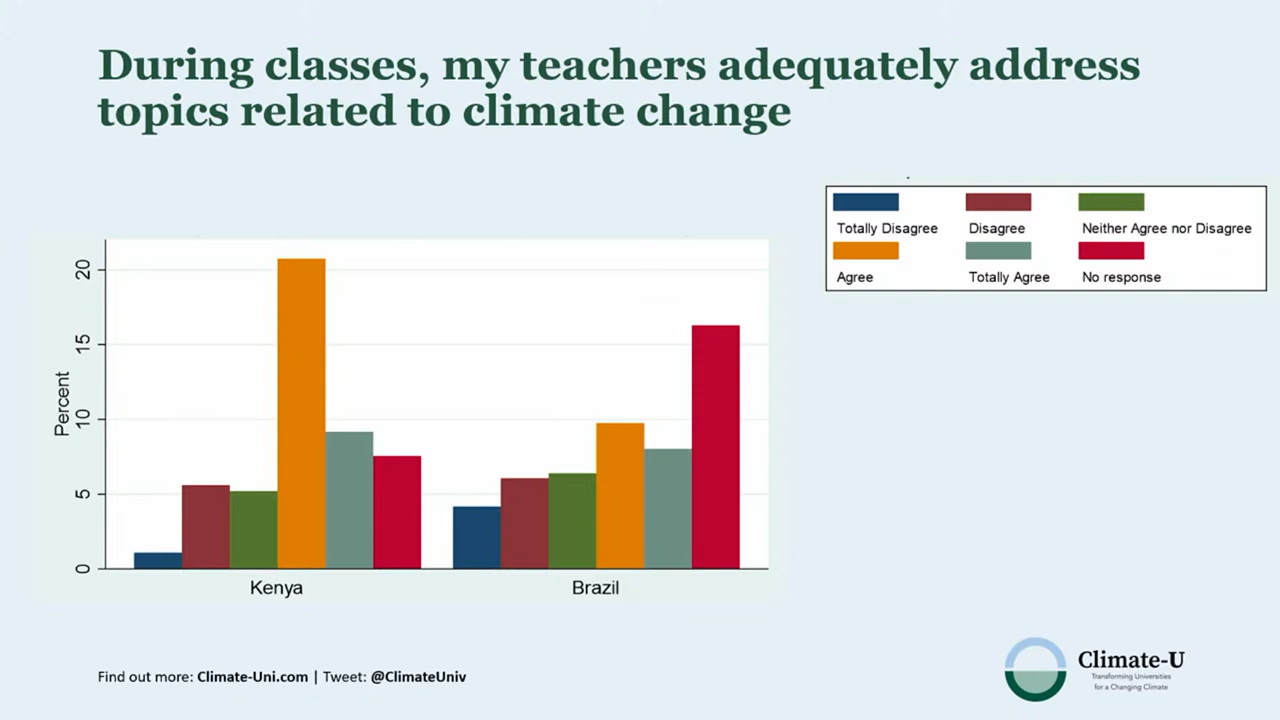 During classes, my teachers adequately address
topics related to climate change
Totally Disagree
Disagree
Neither Agree nor Disagree
Agree
Totally Agree
No response
Percent
20
15
10
5
0
Kenya
Brazil
Find out more: Climate-Uni.com | Tweet: @ClimateUniv
Climate-U
Transforming Universities
for a Changing Climate